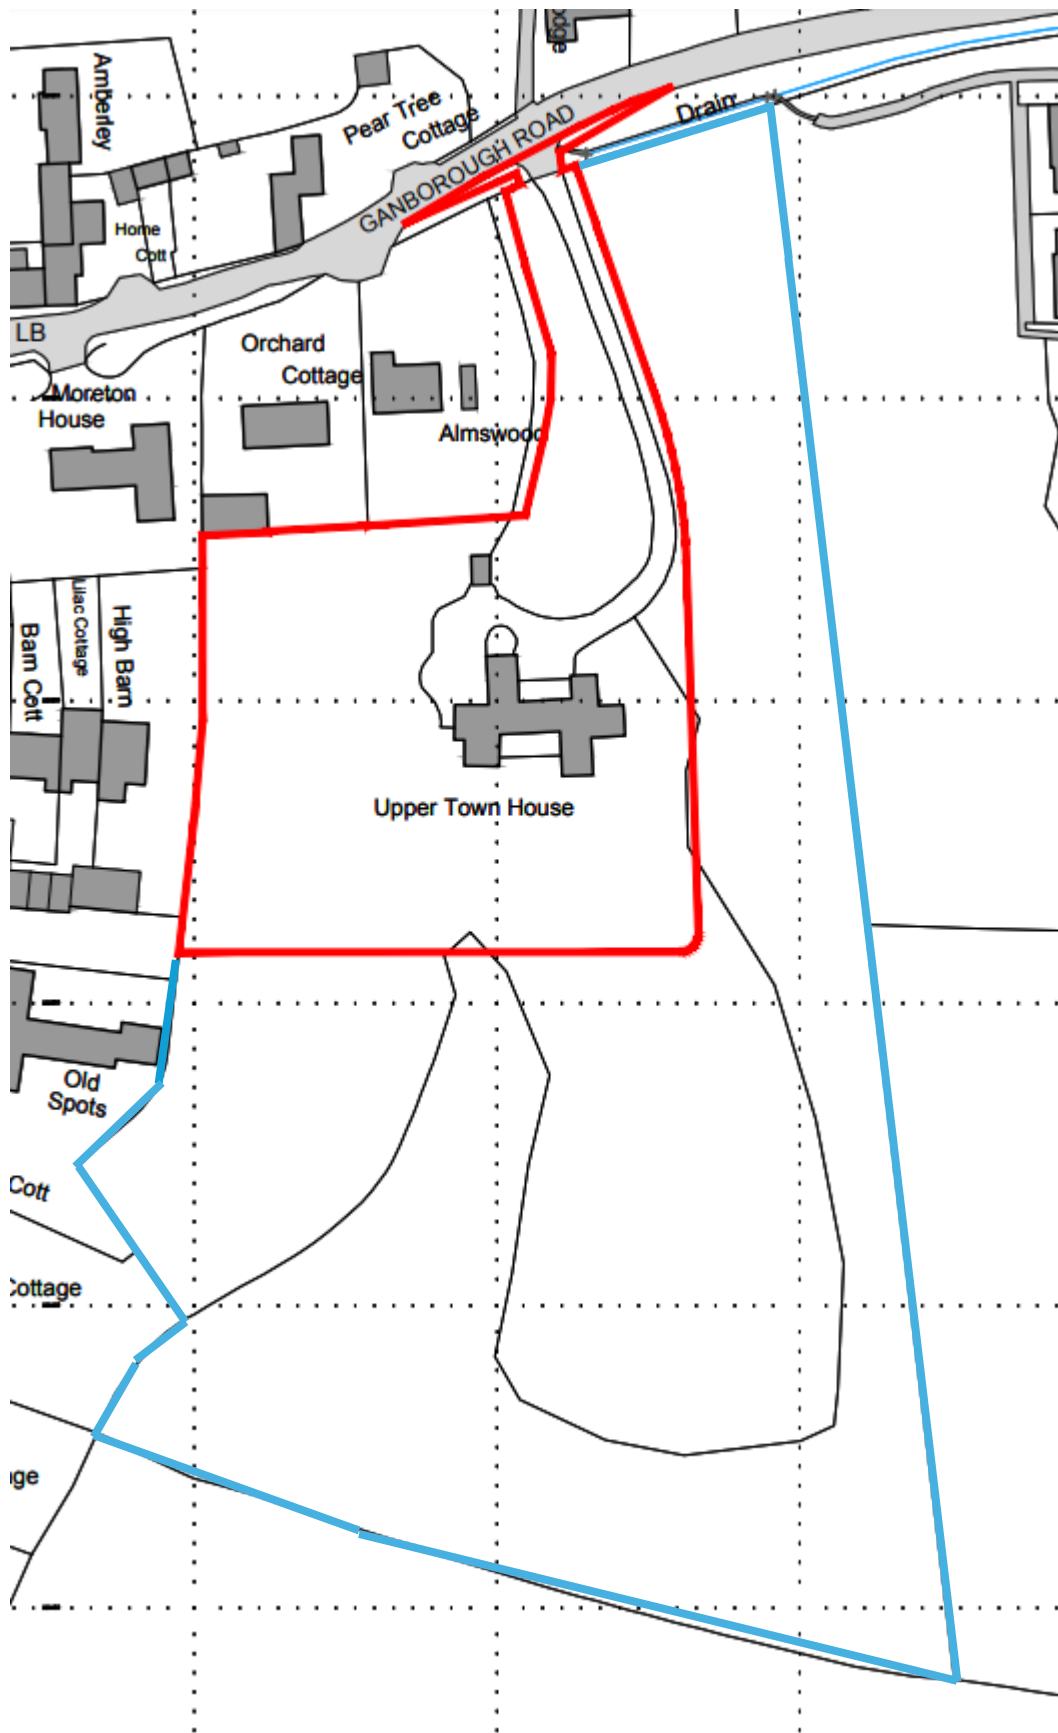 Amberley
Pear Tree
Cottage
GANBOROUGH ROAD
Drain
Home
Cott
LB
Orchard
Cottage
Moreton
House
Almswood
Lilac Cottage
High Barn
Barn Cott
Upper Town House
Old
Spots
Cott
Cottage